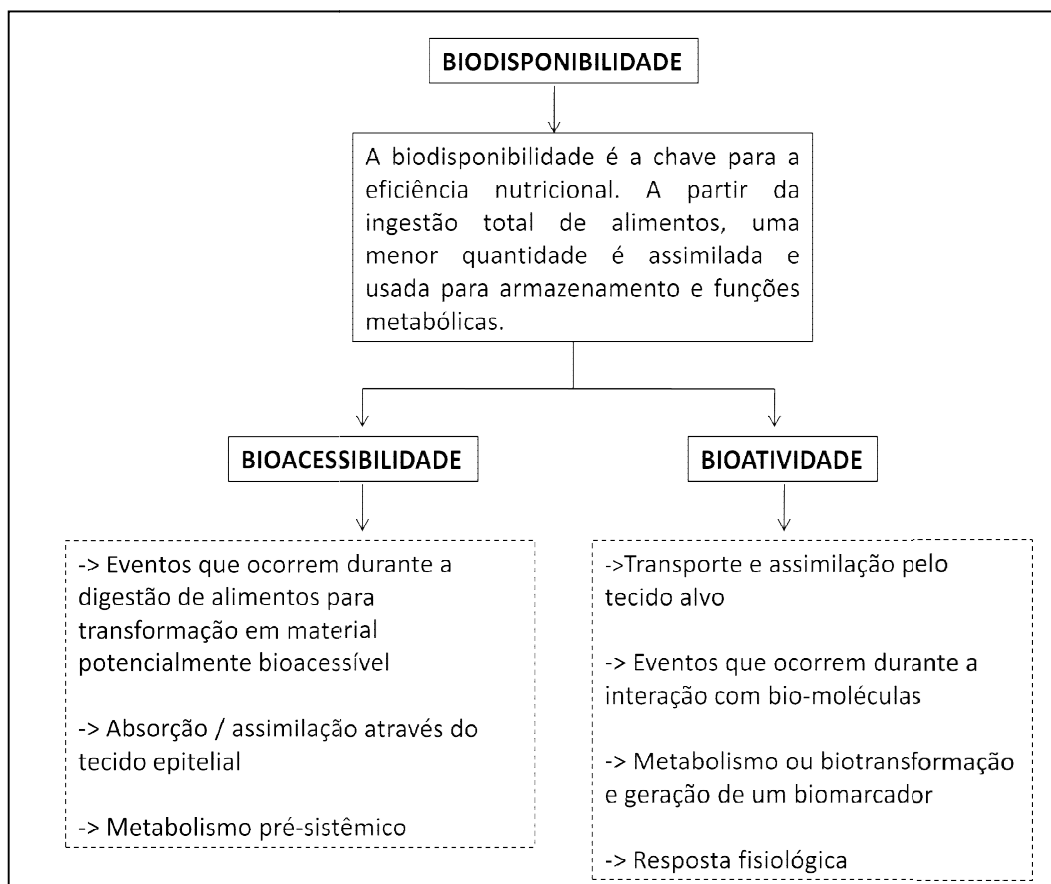 BIODISPONIBILIDADE
A biodisponibilidade é a chave para a
eficiência nutricional. A partir da
ingestão total de alimentos, uma
menor quantidade é assimilada e
usada para armazenamento e funções
metabólicas.
BIOACESSIBILIDADE
-> Eventos que ocorrem durante a
digestão de alimentos para
transformação em material
potencialmente bioacessível
-> Absorção / assimilação através do
tecido epitelial
-> Metabolismo pré-sistêmico
BIOATIVIDADE
->Transporte e assimilação pelo
tecido alvo
-> Eventos que ocorrem durante a
interação com bio-moléculas
-> Metabolismo ou biotransformação
e geração de um biomarcador
-> Resposta fisiológica